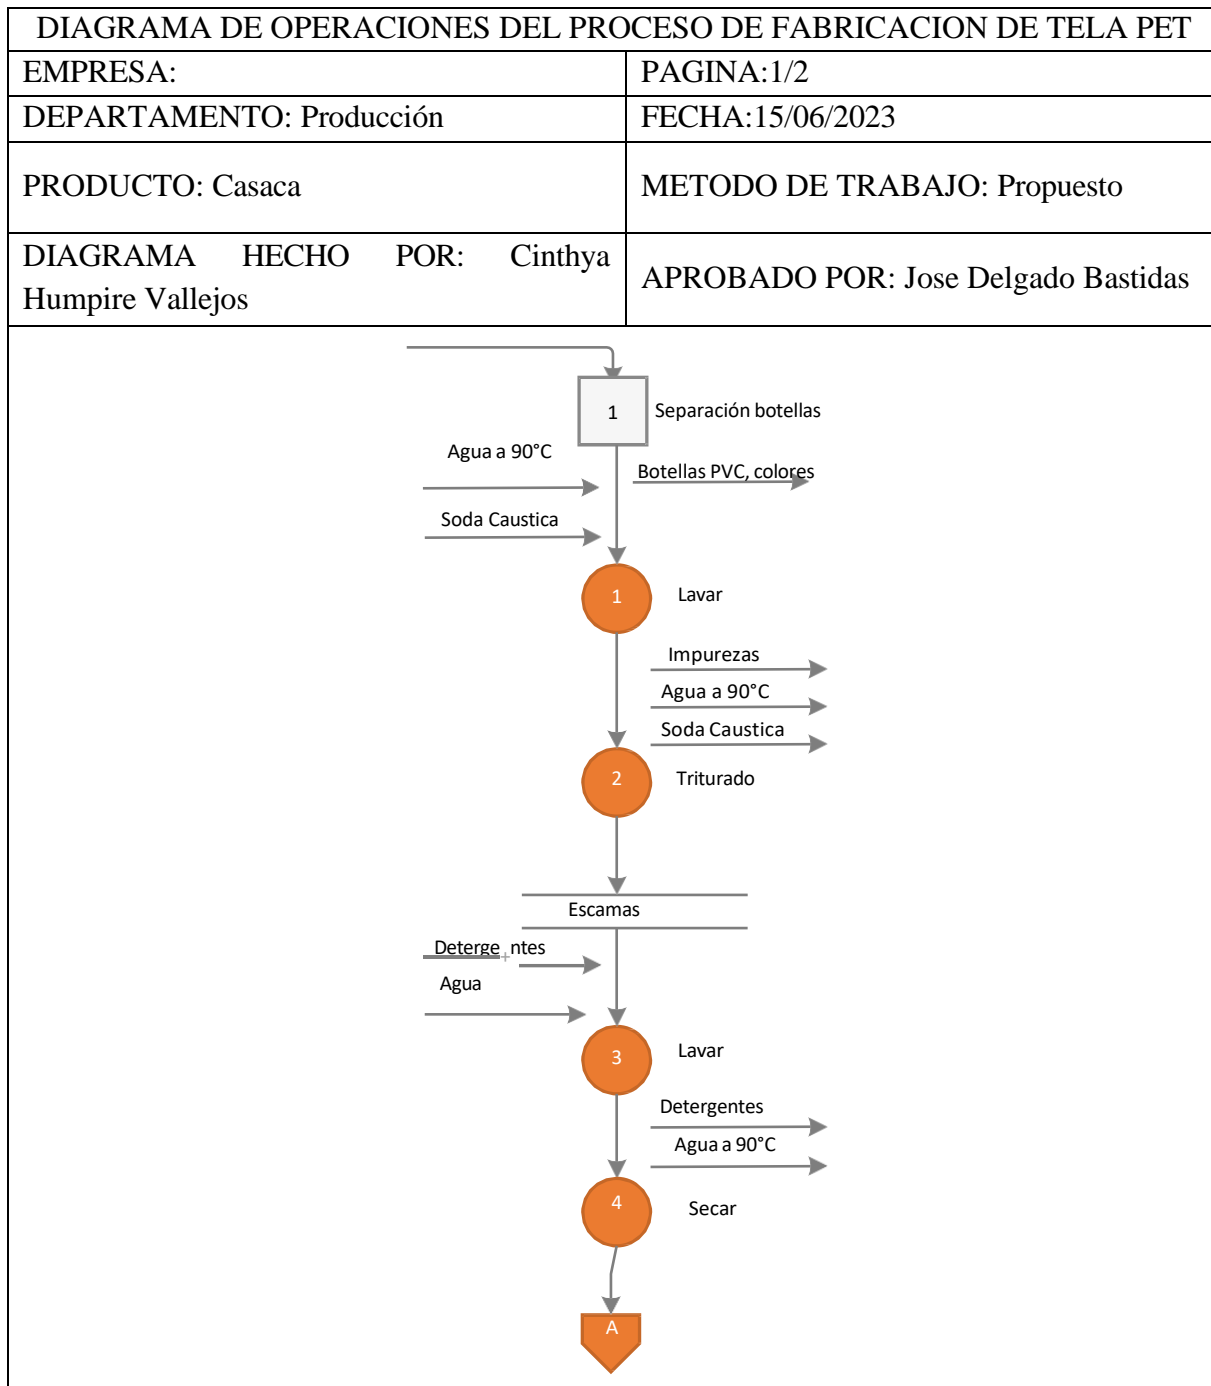 DIAGRAMA DE OPERACIONES DEL PROCESO DE FABRICACION DE TELA PET
EMPRESA:
PAGINA:1/2
DEPARTAMENTO: Producción
FECHA:15/06/2023
PRODUCTO: Casaca
METODO DE TRABAJO: Propuesto
DIAGRAMA HECHO POR: Cinthya
Humpire Vallejos
APROBADO POR: Jose Delgado Bastidas
1
Separación botellas
Agua a 90°C
Botellas PVC, colores
Soda Caustica
1
Lavar
Impurezas
Agua a 90°C
Soda Caustica
2
Triturado
Escamas
Detergentes
Agua
3
Lavar
Detergentes
Agua a 90°C
4
Secar
A